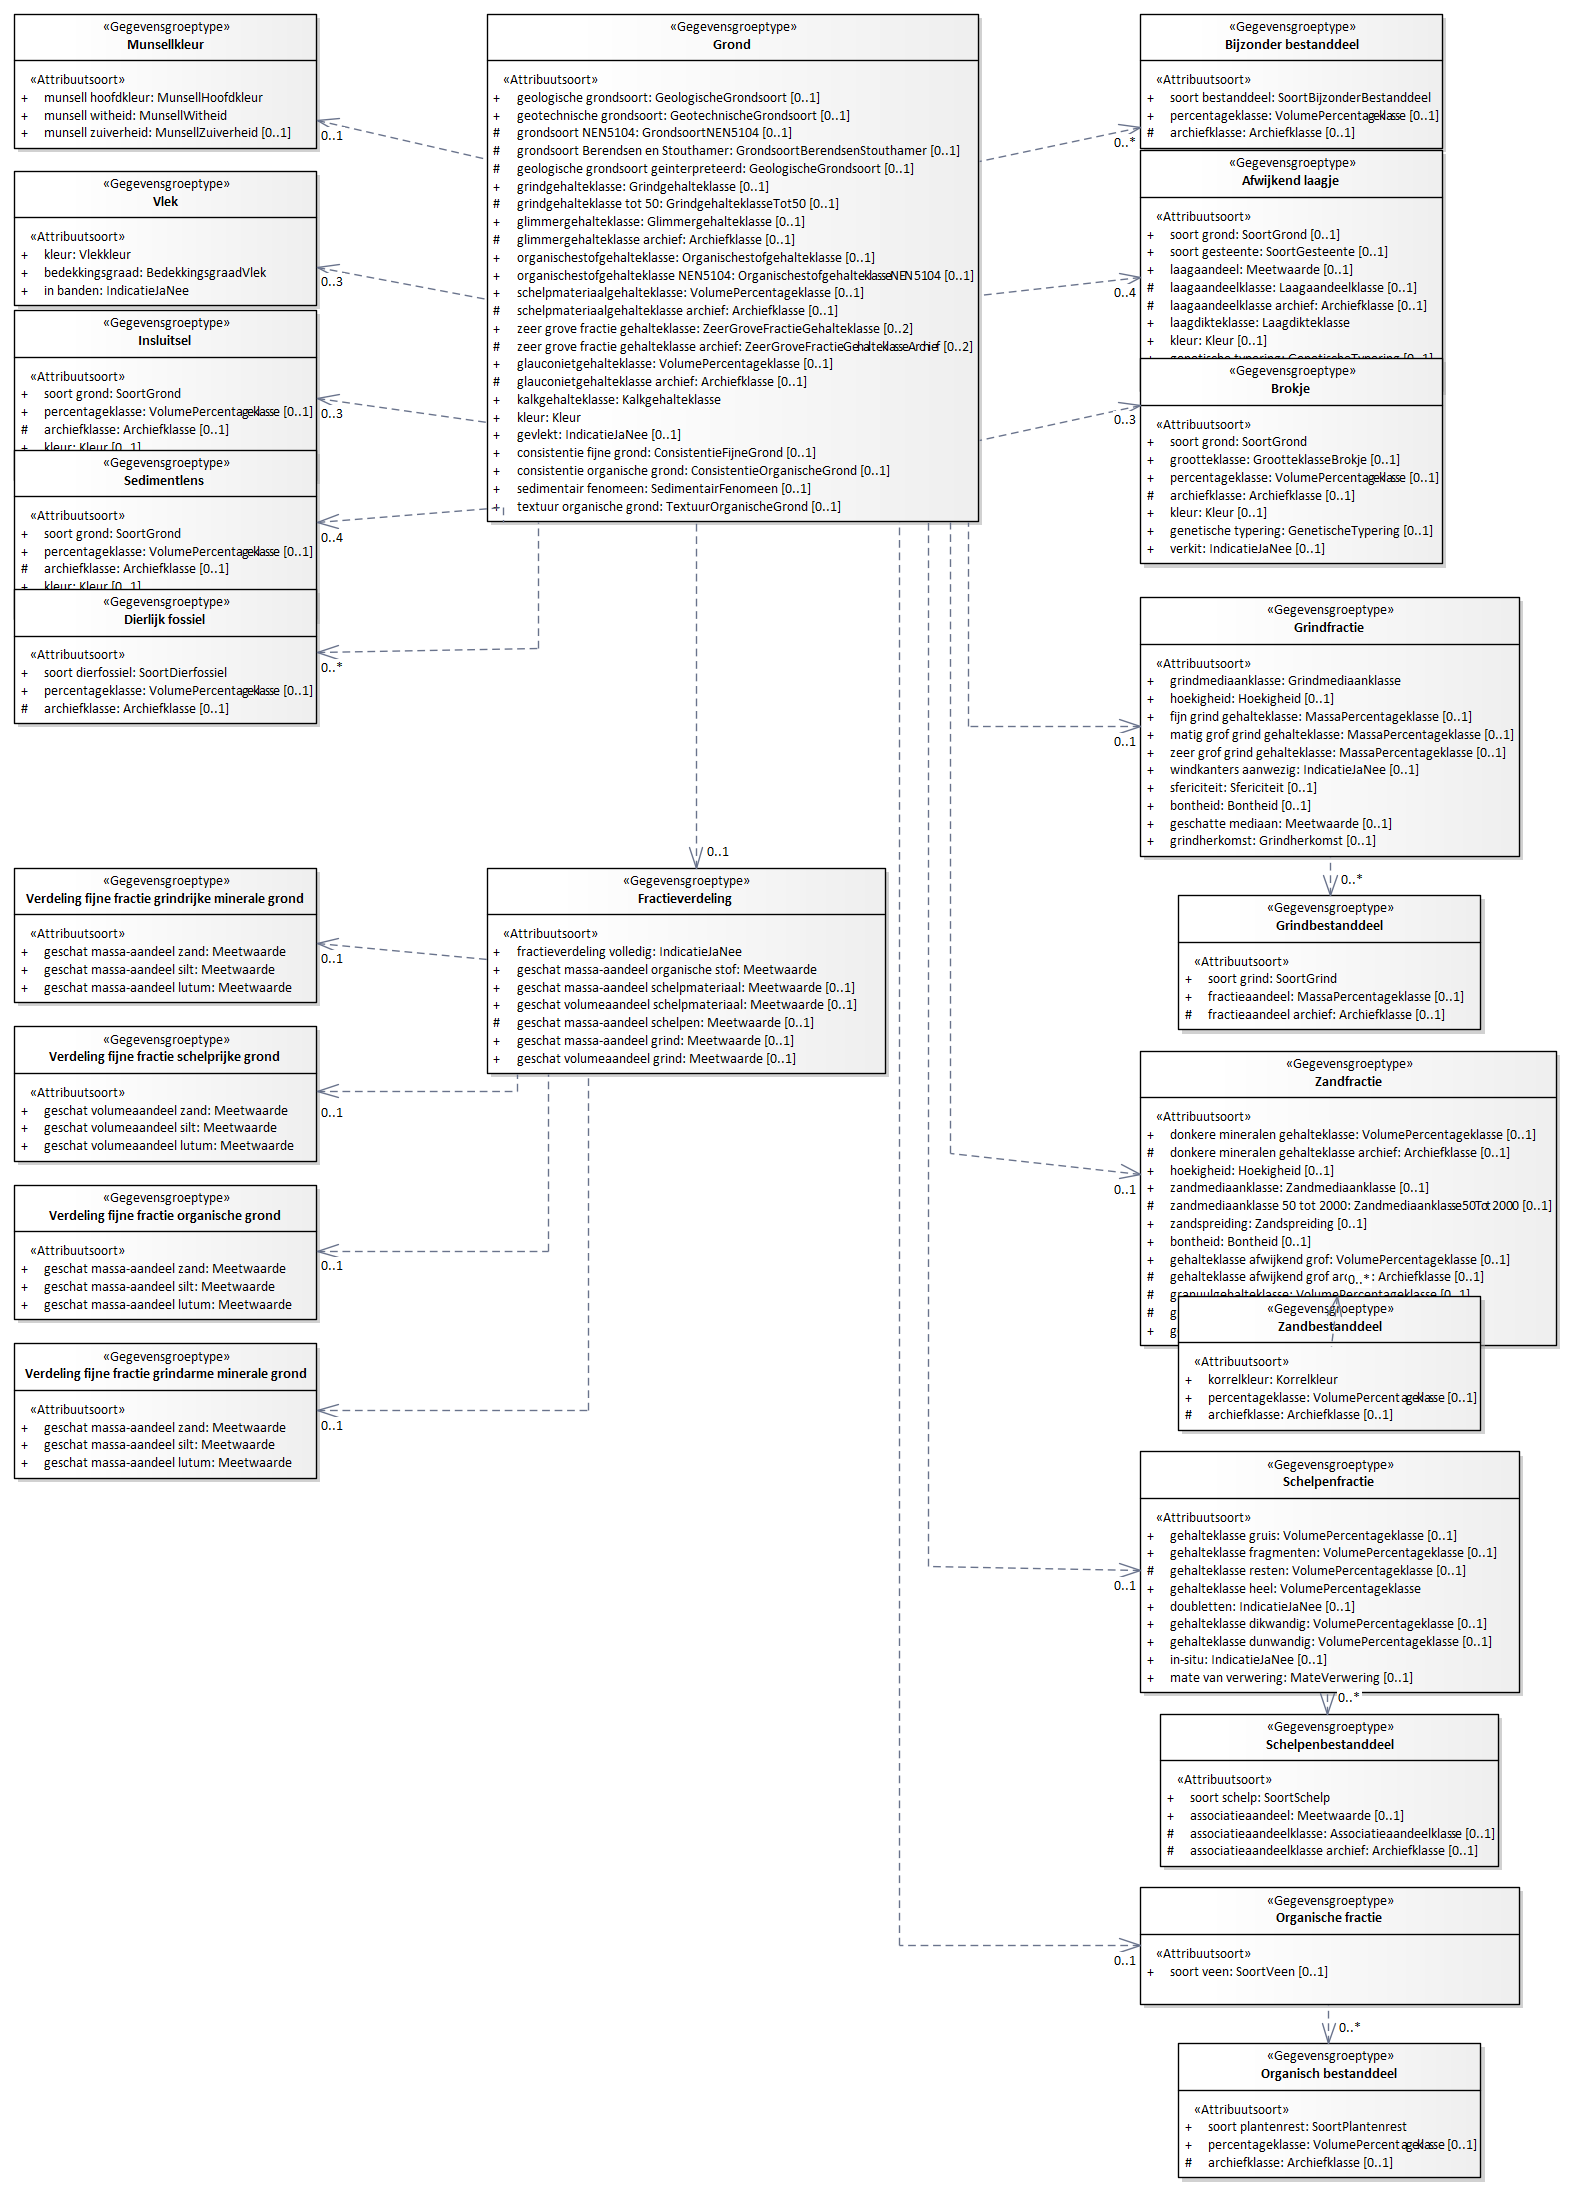 «Gegevensgroeptype»
Munsellkleur
«Attribuutsoort»
+ munsell hoofdkleur: MunsellHoofdkleur
+ munsell witheid: MunsellWitheid
+ munsell zuiverheid: MunsellZuiverheid [0..1]
0..1
«Gegevensgroeptype»
Vlek
«Attribuutsoort»
+ kleur: Vlekkleur
+ bedekkingsgraad: BedekkingsgraadVlek
+ in banden: IndicatieJaNee
0..3
«Gegevensgroeptype»
Insluitsel
«Attribuutsoort»
+ soort grond: SoortGrond
+ percentageklasse: VolumePercentageklasse [0..1]
# archiefklasse: Archiefklasse [0..1]
+ kleur: Kleur [0..1]
0..3
«Gegevensgroeptype»
Sedimentlens
«Attribuutsoort»
+ soort grond: SoortGrond
+ percentageklasse: VolumePercentageklasse [0..1]
# archiefklasse: Archiefklasse [0..1]
+ kleur: Kleur [0..1]
0..4
«Gegevensgroeptype»
Dierlijk fossiel
«Attribuutsoort»
+ soort dierfossiel: SoortDierfossiel
+ percentageklasse: VolumePercentageklasse [0..1]
# archiefklasse: Archiefklasse [0..1]
0..*
«Gegevensgroeptype»
Grond
«Attribuutsoort»
+ geologische grondsoort: GeologischeGrondsoort [0..1]
+ geotechnische grondsoort: GeotechnischeGrondsoort [0..1]
# grondsoort NEN5104: GrondsoortNEN5104 [0..1]
# grondsoort Berendsen en Stouthamer: GrondsoortBerendsenStouthamer [0..1]
# geologische grondsoort geinterpreteerd: GeologischeGrondsoort [0..1]
+ grindgehalteklasse: Grindgehalteklasse [0..1]
# grindgehalteklasse tot 50: GrindgehalteklasseTot50 [0..1]
+ glimmergehalteklasse: Glimmergehalteklasse [0..1]
# glimmergehalteklasse archief: Archiefklasse [0..1]
+ organischestofgehalteklasse: Organischestofgehalteklasse [0..1]
+ organischestofgehalteklasse NEN5104: OrganischestofgehalteklasseNEN5104 [0..1]
+ schelpmateriaalgehalteklasse: VolumePercentageklasse [0..1]
# schelpmateriaalgehalteklasse archief: Archiefklasse [0..1]
+ zeer grove fractie gehalteklasse: ZeerGroveFractieGehalteklasse [0..2]
# zeer grove fractie gehalteklasse archief: ZeerGroveFractieGehalteklasseArchief [0..2]
+ glauconietgehalteklasse: VolumePercentageklasse [0..1]
# glauconietgehalteklasse archief: Archiefklasse [0..1]
+ kalkgehalteklasse: Kalkgehalteklasse
+ kleur: Kleur
+ gevlekt: IndicatieJaNee [0..1]
+ consistentie fijne grond: ConsistentieFijneGrond [0..1]
+ consistentie organische grond: ConsistentieOrganischeGrond [0..1]
+ sedimentair fenomeen: SedimentairFenomeen [0..1]
+ textuur organische grond: TextuurOrganischeGrond [0..1]
0..1
«Gegevensgroeptype»
Bijzonder bestanddeel
«Attribuutsoort»
+ soort bestanddeel: SoortBijzonderBestanddeel
+ percentageklasse: VolumePercentageklasse [0..1]
# archiefklasse: Archiefklasse [0..1]
0..*
«Gegevensgroeptype»
Afwijkend laagje
«Attribuutsoort»
+ soort grond: SoortGrond [0..1]
+ soort gesteente: SoortGesteente [0..1]
+ laagaandeel: Meetwaarde [0..1]
# laagaandeelklasse: Laagaandeelklasse [0..1]
# laagaandeelklasse archief: Archiefklasse [0..1]
+ laagdikteklasse: Laagdikteklasse
+ kleur: Kleur [0..1]
+ genetische typering: GenetischeTypering [0..1]
0..4
«Gegevensgroeptype»
Brokje
«Attribuutsoort»
+ soort grond: SoortGrond
+ grootteklasse: GrootteklasseBrokje [0..1]
+ percentageklasse: VolumePercentageklasse [0..1]
# archiefklasse: Archiefklasse [0..1]
+ kleur: Kleur [0..1]
+ genetische typering: GenetischeTypering [0..1]
+ verkit: IndicatieJaNee [0..1]
0..3
«Gegevensgroeptype»
Grindfractie
«Attribuutsoort»
+ grindmediaanklasse: Grindmediaanklasse
+ hoekigheid: Hoekigheid [0..1]
+ fijn grind gehalteklasse: MassaPercentageklasse [0..1]
+ matig grof grind gehalteklasse: MassaPercentageklasse [0..1]
+ zeer grof grind gehalteklasse: MassaPercentageklasse [0..1]
+ windkanters aanwezig: IndicatieJaNee [0..1]
+ sfericiteit: Sfericiteit [0..1]
+ bontheid: Bontheid [0..1]
+ geschatte mediaan: Meetwaarde [0..1]
+ grindherkomst: Grindherkomst [0..1]
0..1
0..*
«Gegevensgroeptype»
Grindbestanddeel
«Attribuutsoort»
+ soort grind: SoortGrind
+ fractieaandeel: MassaPercentageklasse [0..1]
# fractieaandeel archief: Archiefklasse [0..1]
«Gegevensgroeptype»
Verdeling fijne fractie grindrijke minerale grond
«Attribuutsoort»
+ geschat massa-aandeel zand: Meetwaarde
+ geschat massa-aandeel silt: Meetwaarde
+ geschat massa-aandeel lutum: Meetwaarde
0..1
«Gegevensgroeptype»
Fractieverdeling
«Attribuutsoort»
+ fractieverdeling volledig: IndicatieJaNee
+ geschat massa-aandeel organische stof: Meetwaarde
+ geschat massa-aandeel schelpmateriaal: Meetwaarde [0..1]
+ geschat volumeaandeel schelpmateriaal: Meetwaarde [0..1]
# geschat massa-aandeel schelpen: Meetwaarde [0..1]
+ geschat massa-aandeel grind: Meetwaarde [0..1]
+ geschat volumeaandeel grind: Meetwaarde [0..1]
«Gegevensgroeptype»
Verdeling fijne fractie schelprijke grond
«Attribuutsoort»
+ geschat volumeaandeel zand: Meetwaarde
+ geschat volumeaandeel silt: Meetwaarde
+ geschat volumeaandeel lutum: Meetwaarde
0..1
«Gegevensgroeptype»
Verdeling fijne fractie organische grond
«Attribuutsoort»
+ geschat massa-aandeel zand: Meetwaarde
+ geschat massa-aandeel silt: Meetwaarde
+ geschat massa-aandeel lutum: Meetwaarde
0..1
«Gegevensgroeptype»
Verdeling fijne fractie grindarme minerale grond
«Attribuutsoort»
+ geschat massa-aandeel zand: Meetwaarde
+ geschat massa-aandeel silt: Meetwaarde
+ geschat massa-aandeel lutum: Meetwaarde
0..1
«Gegevensgroeptype»
Zandfractie
«Attribuutsoort»
+ donkere mineralen gehalteklasse: VolumePercentageklasse [0..1]
# donkere mineralen gehalteklasse archief: Archiefklasse [0..1]
+ hoekigheid: Hoekigheid [0..1]
+ zandmediaanklasse: Zandmediaanklasse [0..1]
# zandmediaanklasse 50 tot 2000: Zandmediaanklasse50Tot2000 [0..1]
+ zandspreiding: Zandspreiding [0..1]
+ bontheid: Bontheid [0..1]
+ gehalteklasse afwijkend grof: VolumePercentageklasse [0..1]
# gehalteklasse afwijkend grof arc 0..* : Archiefklasse [0..1]
# granuulgehalteklasse: VolumePercentageklasse [0..1]
# g
+ g
0..1
«Gegevensgroeptype»
Zandbestanddeel
«Attribuutsoort»
+ korrelkleur: Korrelkleur
+ percentageklasse: VolumePercentageklasse [0..1]
# archiefklasse: Archiefklasse [0..1]
«Gegevensgroeptype»
Schelpenfractie
«Attribuutsoort»
+ gehalteklasse gruis: VolumePercentageklasse [0..1]
+ gehalteklasse fragmenten: VolumePercentageklasse [0..1]
# gehalteklasse resten: VolumePercentageklasse [0..1]
+ gehalteklasse heel: VolumePercentageklasse
+ doubletten: IndicatieJaNee [0..1]
+ gehalteklasse dikwandig: VolumePercentageklasse [0..1]
+ gehalteklasse dunwandig: VolumePercentageklasse [0..1]
+ in-situ: IndicatieJaNee [0..1]
+ mate van verwering: MateVerwering [0..1]
0..1
0..*
«Gegevensgroeptype»
Schelpenbestanddeel
«Attribuutsoort»
+ soort schelp: SoortSchelp
+ associatieaandeel: Meetwaarde [0..1]
# associatieaandeelklasse: Associatieaandeelklasse [0..1]
# associatieaandeelklasse archief: Archiefklasse [0..1]
«Gegevensgroeptype»
Organische fractie
«Attribuutsoort»
+ soort veen: SoortVeen [0..1]
0..1
0..*
«Gegevensgroeptype»
Organisch bestanddeel
«Attribuutsoort»
+ soort plantenrest: SoortPlantenrest
+ percentageklasse: VolumePercentageklasse [0..1]
# archiefklasse: Archiefklasse [0..1]